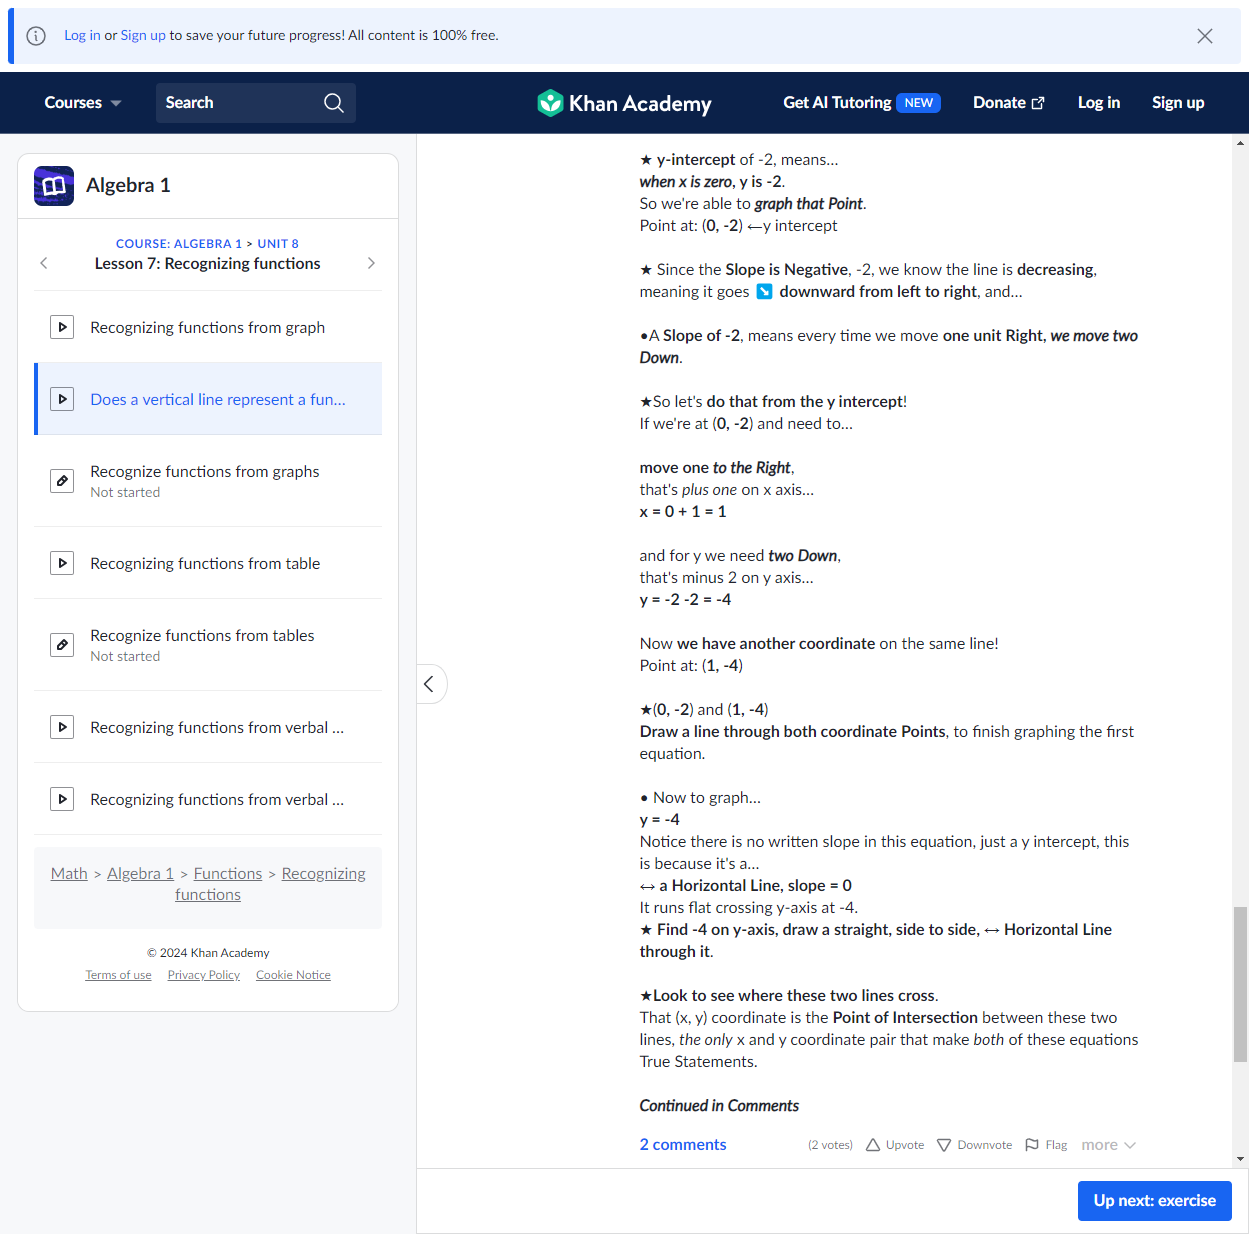 Log in or Sign up to save your future progress! All content is 100% free.
Courses
Search
Khan Academy
Get AI Tutoring NEW
Donate
Log in
Sign up
Algebra 1
COURSE: ALGEBRA 1 > UNIT 8
Lesson 7: Recognizing functions
Recognizing functions from graph
Does a vertical line represent a fun...
Recognize functions from graphs
Not started
Recognizing functions from table
Recognize functions from tables
Not started
Recognizing functions from verbal ...
Recognizing functions from verbal ...
Math > Algebra 1 > Functions > Recognizing
functions
© 2024 Khan Academy
Terms of use Privacy Policy Cookie Notice
★ y-intercept of -2, means...
when x is zero, y is -2.
So we're able to graph that Point.
Point at: (0, -2) ←y intercept
★ Since the Slope is Negative, -2, we know the line is decreasing,
meaning it goes ↘️ downward from left to right, and...
•A Slope of -2, means every time we move one unit Right, we move two
Down.
★So let's do that from the y intercept!
If we're at (0, -2) and need to...
move one to the Right,
that's plus one on x axis...
x = 0 + 1 = 1
and for y we need two Down,
that's minus 2 on y axis...
y = -2 -2 = -4
Now we have another coordinate on the same line!
Point at: (1, -4)
★(0, -2) and (1, -4)
Draw a line through both coordinate Points, to finish graphing the first
equation.
• Now to graph...
y = -4
Notice there is no written slope in this equation, just a y intercept, this
is because it's a...
↔ a Horizontal Line, slope = 0
It runs flat crossing y-axis at -4.
★ Find -4 on y-axis, draw a straight, side to side, ↔ Horizontal Line
through it.
★Look to see where these two lines cross.
That (x, y) coordinate is the Point of Intersection between these two
lines, the only x and y coordinate pair that make both of these equations
True Statements.
Continued in Comments
2 comments
(2 votes) Upvote Downvote Flag more
Up next: exercise